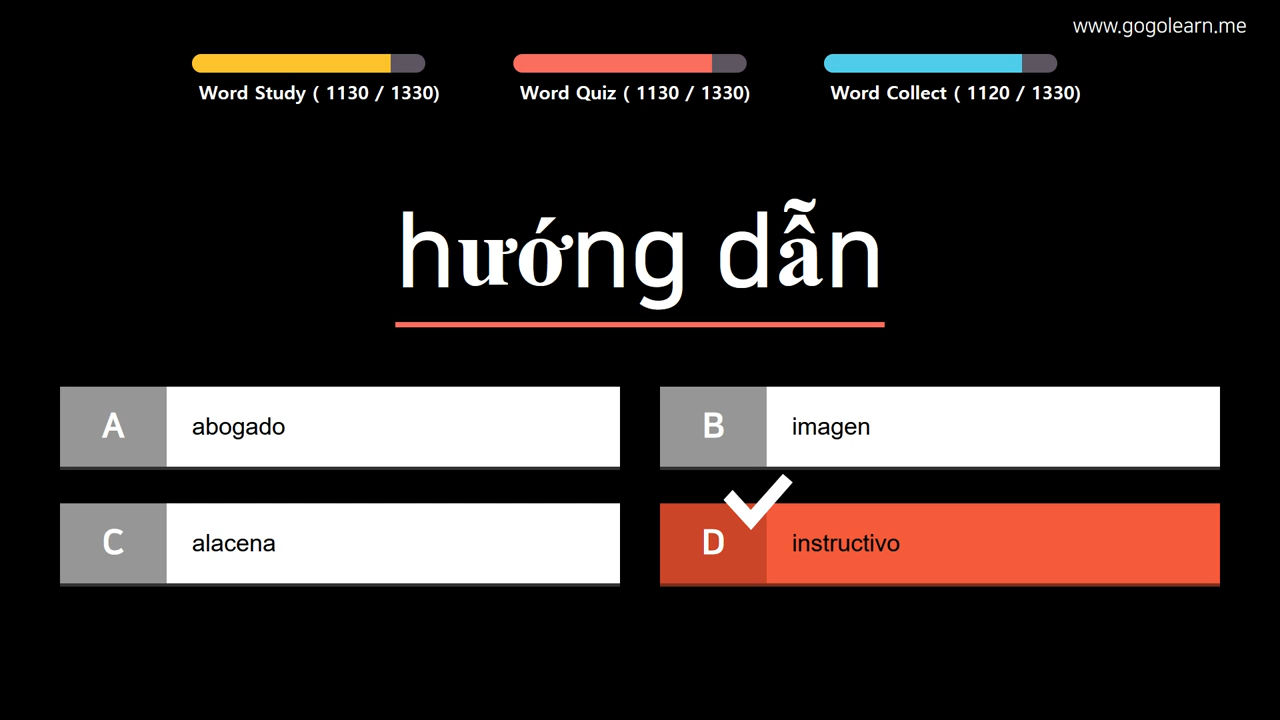 www.gogolearn.me
Word Study ( 1130 / 1330)
Word Quiz ( 1130 / 1330)
Word Collect ( 1120 / 1330)
hướng dẫn
A abogado
B imagen
C alacena
D instructivo